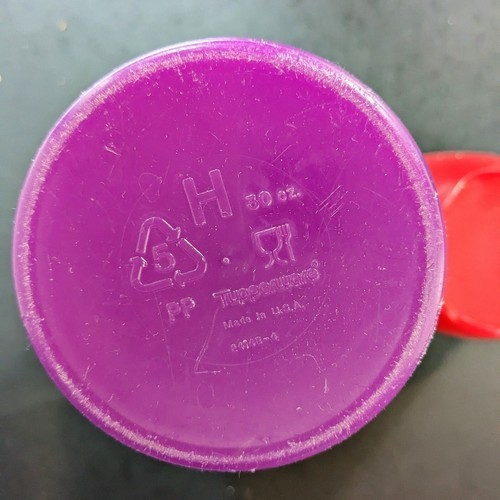 H
30 oz.
5
PP
Tupperware®
Made in U.S.A.